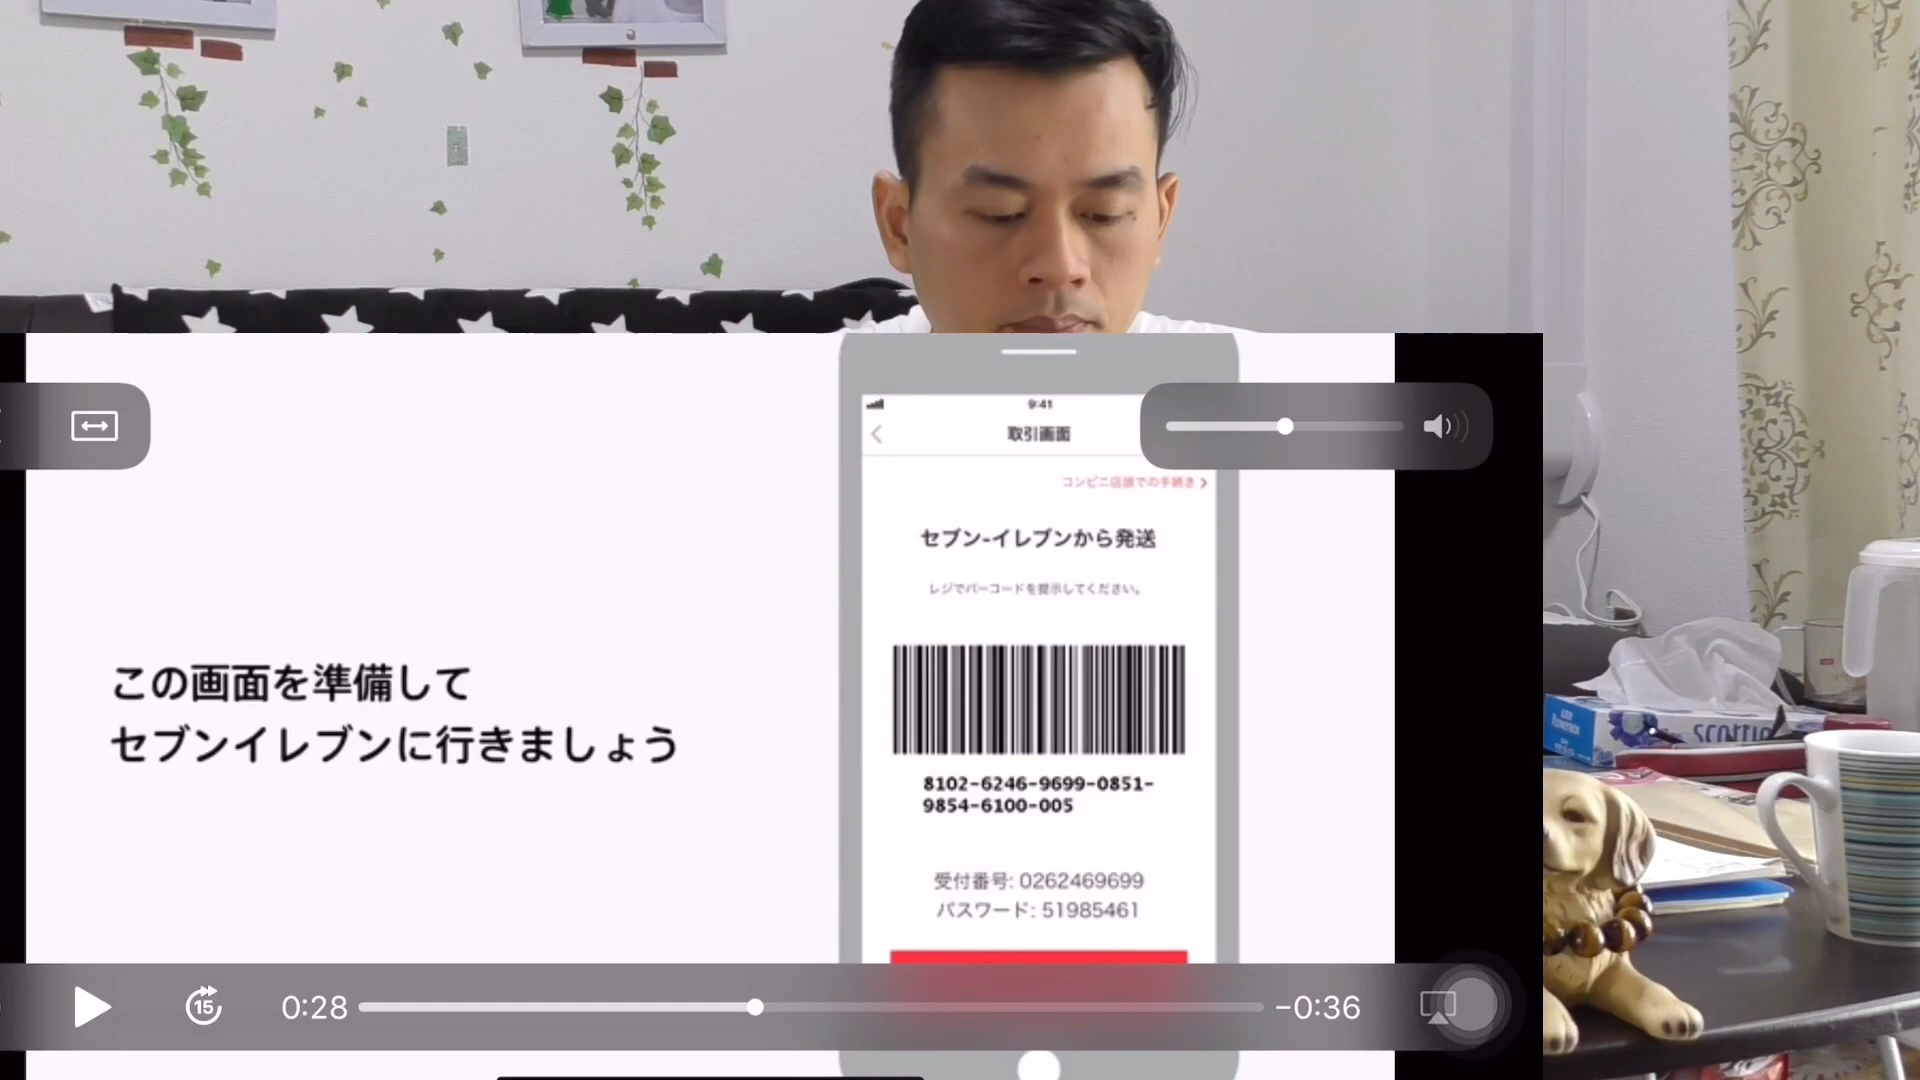 9:41
取引画面
コンビニ店頭での手続き
セブン-イレブンから発送
レジでバーコードを提示してください。
この画面を準備して
セブンイレブンに行きましょう
8102-6246-9699-0851-
9854-6100-005
受付番号: 0262469699
パスワード: 51985461
15
0:28
-0:36
scottie